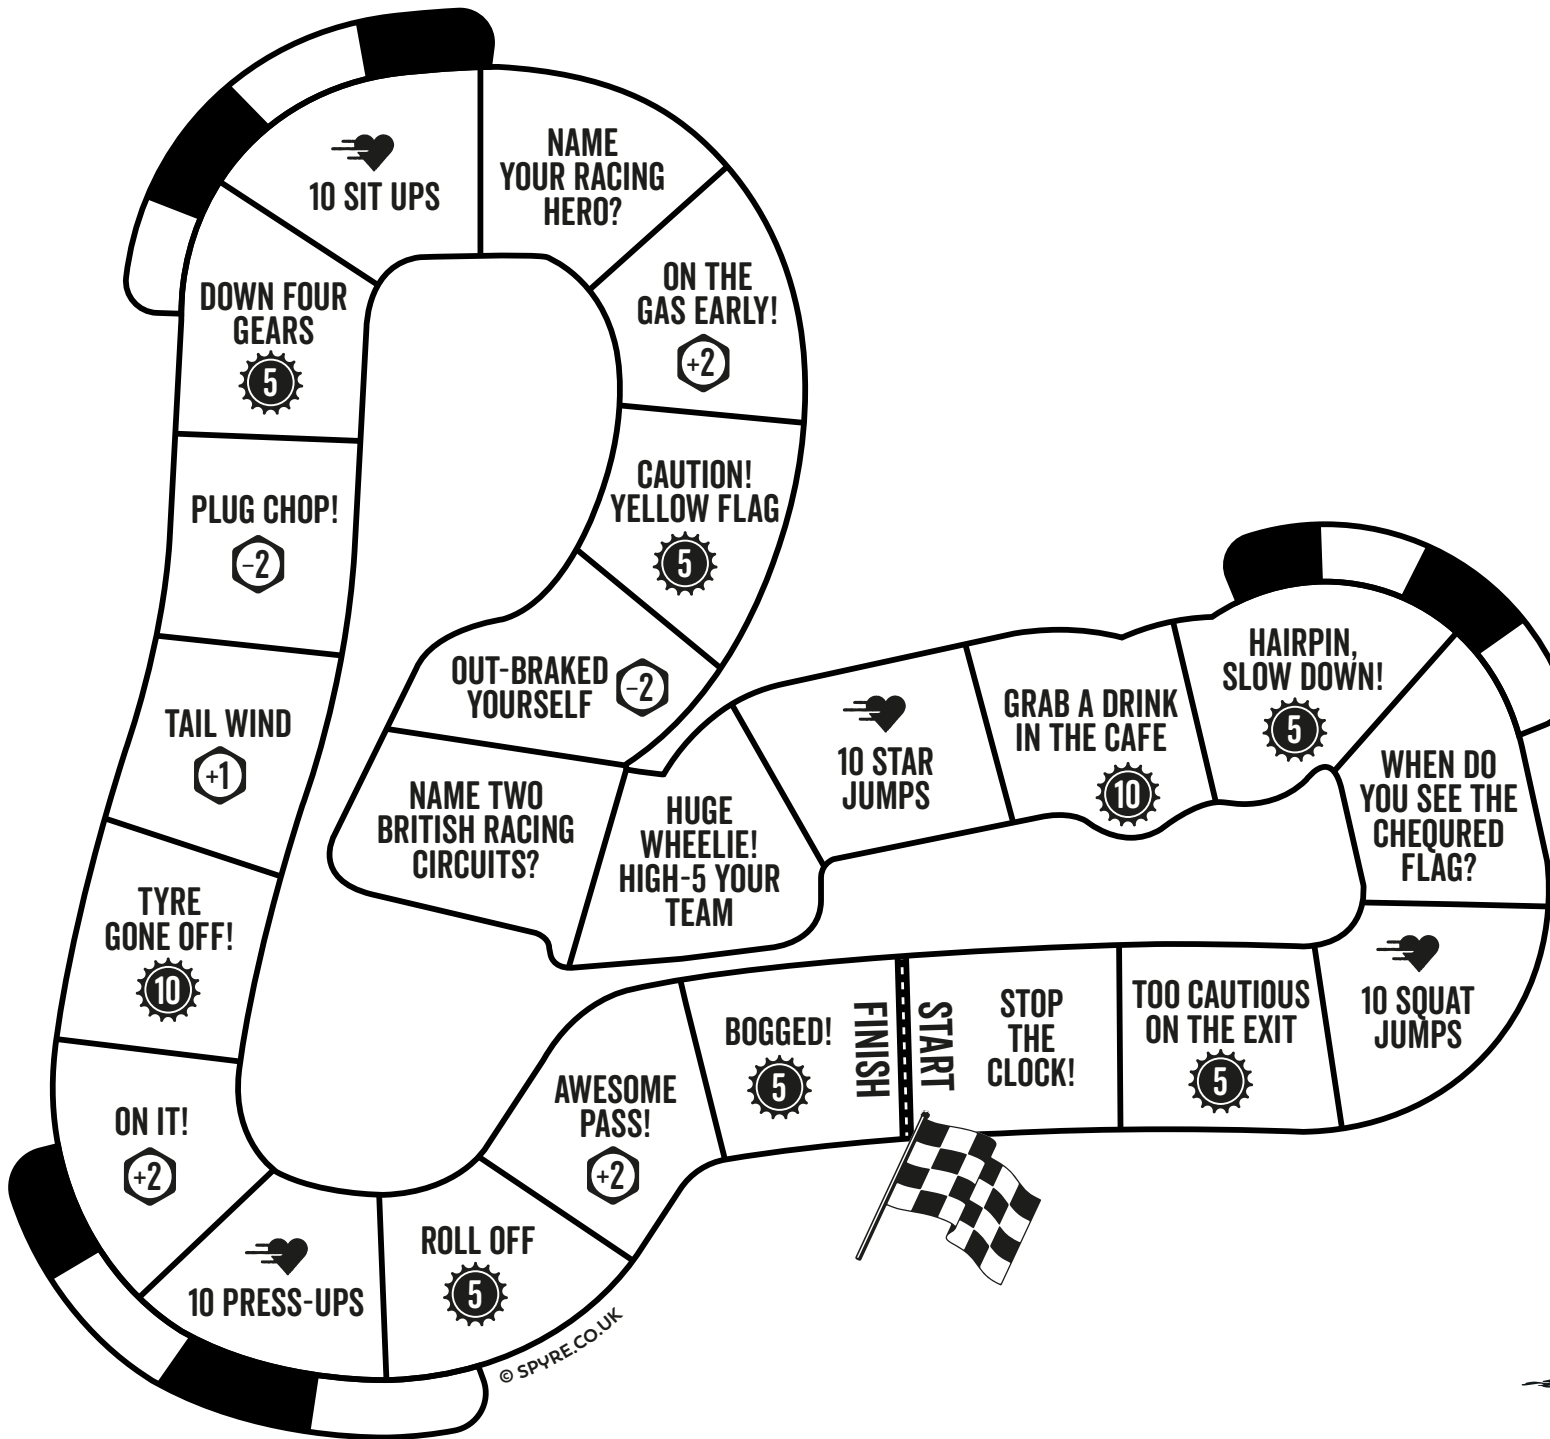 10 SIT UPS
NAME
YOUR RACING
HERO?
ON THE
GAS EARLY!
+2
DOWN FOUR
GEARS
5
PLUG CHOP!
-2
CAUTION!
YELLOW FLAG
5
OUT-BRAKED
YOURSELF
-2
TAIL WIND
+1
NAME TWO
BRITISH RACING
CIRCUITS?
HUGE
WHEELIE!
HIGH-5 YOUR
TEAM
10 STAR
JUMPS
GRAB A DRINK
IN THE CAFE
10
HAIRPIN,
SLOW DOWN!
5
WHEN DO
YOU SEE THE
CHEQURED
FLAG?
10 SQUAT
JUMPS
TOO CAUTIOUS
ON THE EXIT
5
STOP
THE
CLOCK!
START
FINISH
BOGGED!
5
AWESOME
PASS!
+2
ROLL OFF
5
10 PRESS-UPS
ON IT!
+2
TYRE
GONE OFF!
10
© SPYRE.CO.UK